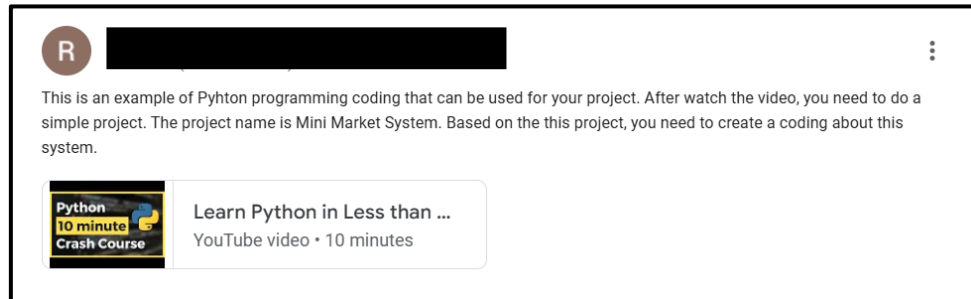 R
This is an example of Pyhton programming coding that can be used for your project. After watch the video, you need to do a
simple project. The project name is Mini Market System. Based on the this project, you need to create a coding about this
system.
Python
10 minute
Crash Course
Learn Python in Less than ...
YouTube video • 10 minutes